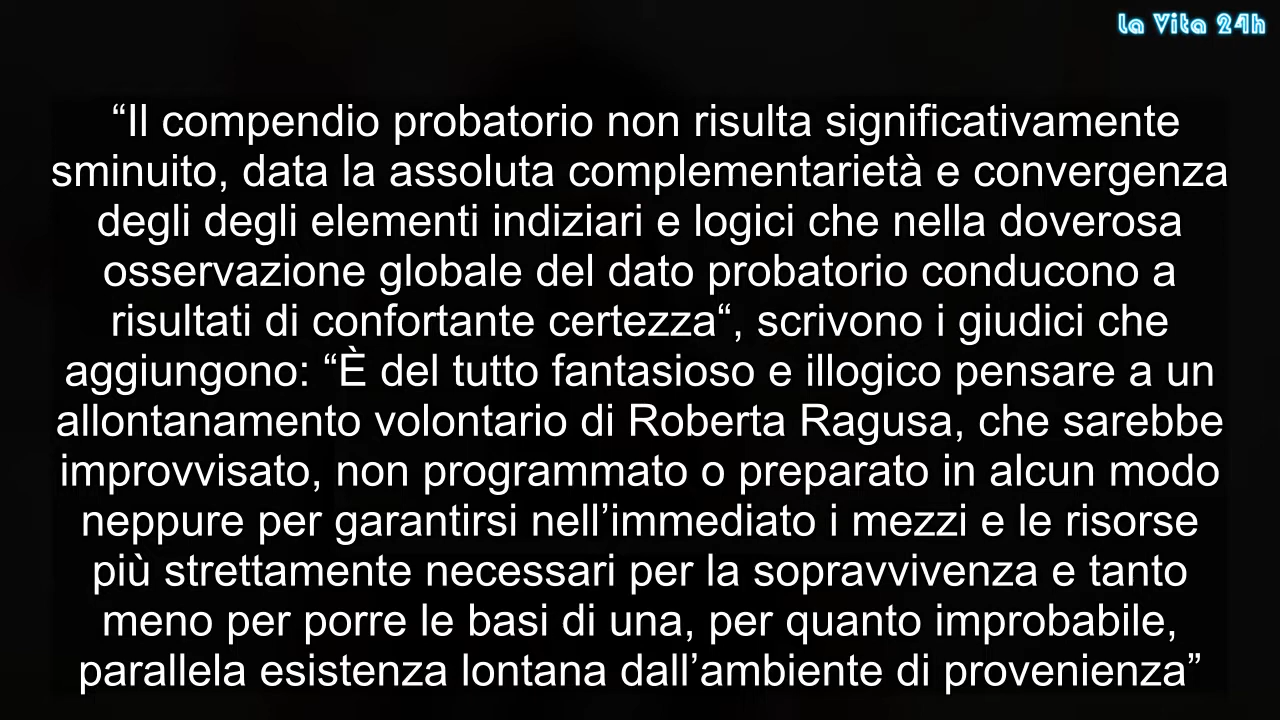 La Vita 24h
“Il compendio probatorio non risulta significativamente
sminuito, data la assoluta complementarietà e convergenza
degli degli elementi indiziari e logici che nella doverosa
osservazione globale del dato probatorio conducono a
risultati di confortante certezza“, scrivono i giudici che
aggiungono: “È del tutto fantasioso e illogico pensare a un
allontanamento volontario di Roberta Ragusa, che sarebbe
improvvisato, non programmato o preparato in alcun modo
neppure per garantirsi nell’immediato i mezzi e le risorse
più strettamente necessari per la sopravvivenza e tanto
meno per porre le basi di una, per quanto improbabile,
parallela esistenza lontana dall’ambiente di provenienza”